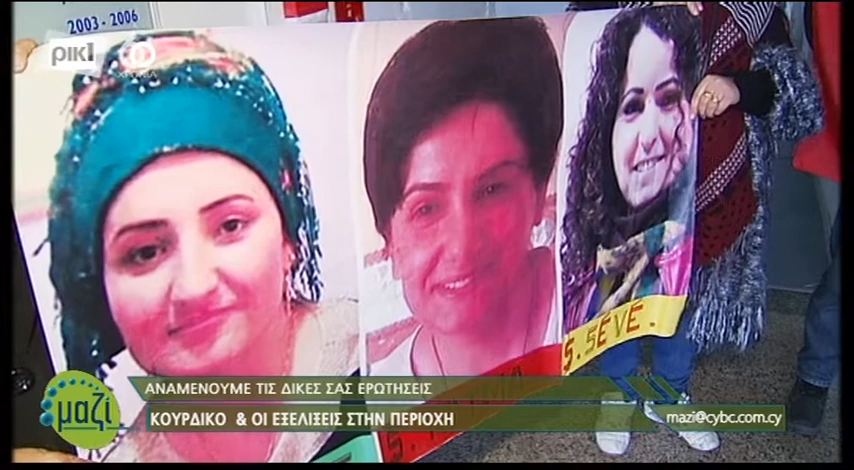 2003 - 2006
ΡΙΚ1
ΧΡΟΝΙΑ
S. SEVE.
μαζί
ΑΝΑΜΕΝΟΥΜΕ ΤΙΣ ΔΙΚΕΣ ΣΑΣ ΕΡΩΤΗΣΕΙΣ
ΚΟΥΡΔΙΚΟ & ΟΙ ΕΞΕΛΙΞΕΙΣ ΣΤΗΝ ΠΕΡΙΟΧΗ
mazi@cybc.com.cy